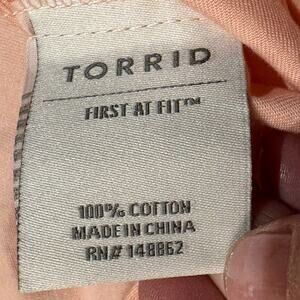 TORRID
FIRST AT FIT™
100% COTTON
MADE IN CHINA
RN# 148862